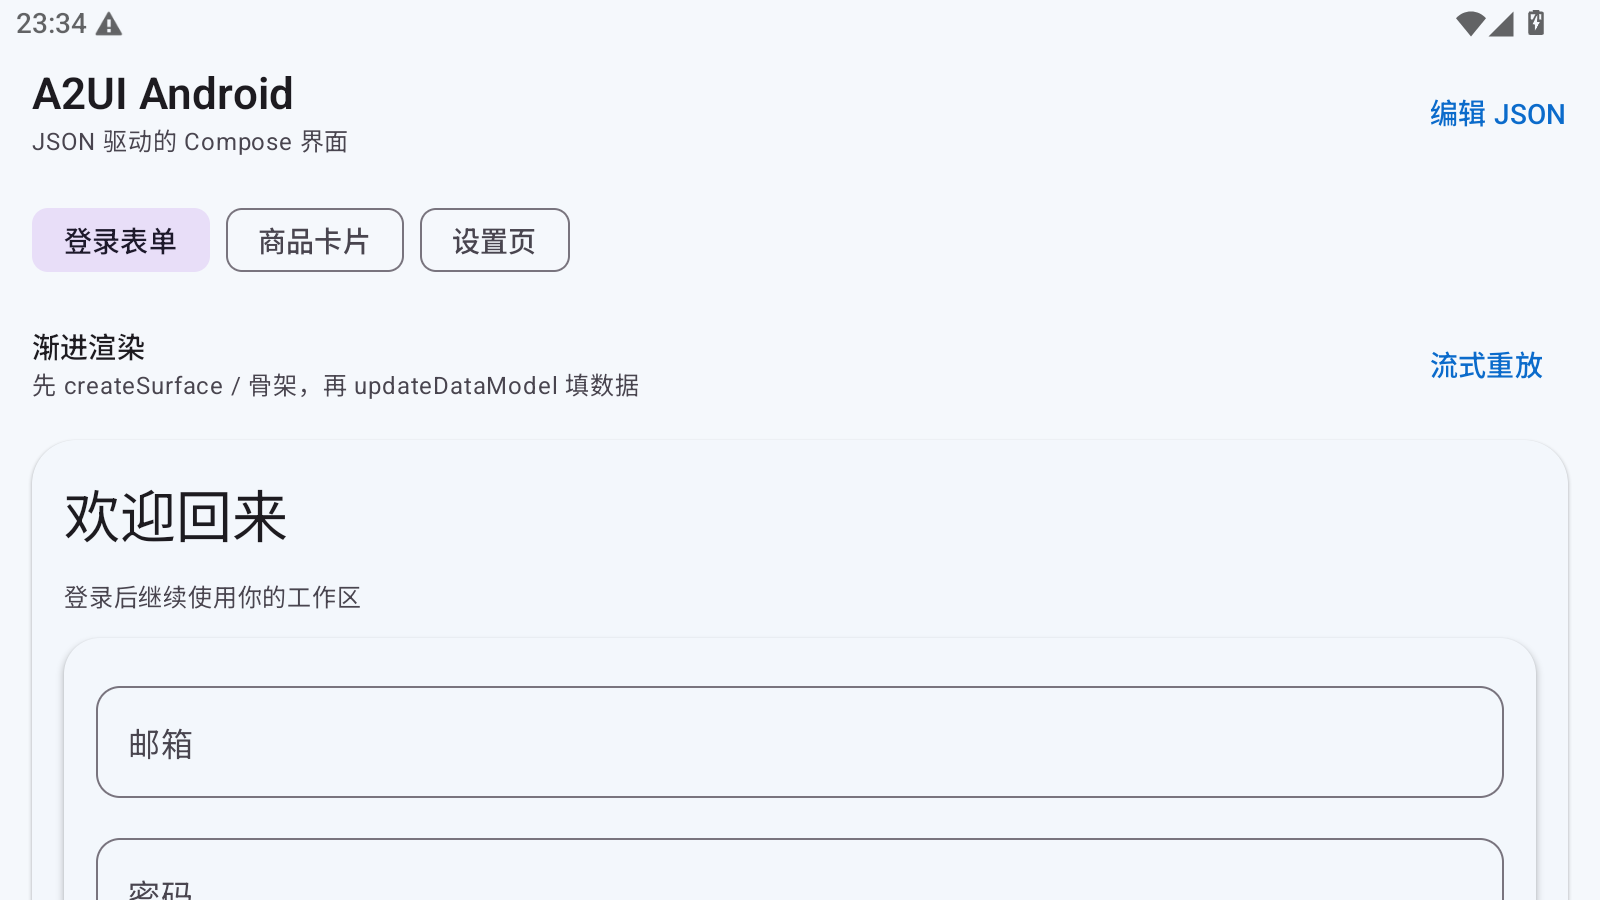 23:34
A2UI Android
JSON 驱动的 Compose 界面
编辑 JSON
登录表单
商品卡片
设置页
渐进渲染
先 createSurface / 骨架，再 updateDataModel 填数据
流式重放
欢迎回来
登录后继续使用你的工作区
邮箱
密码